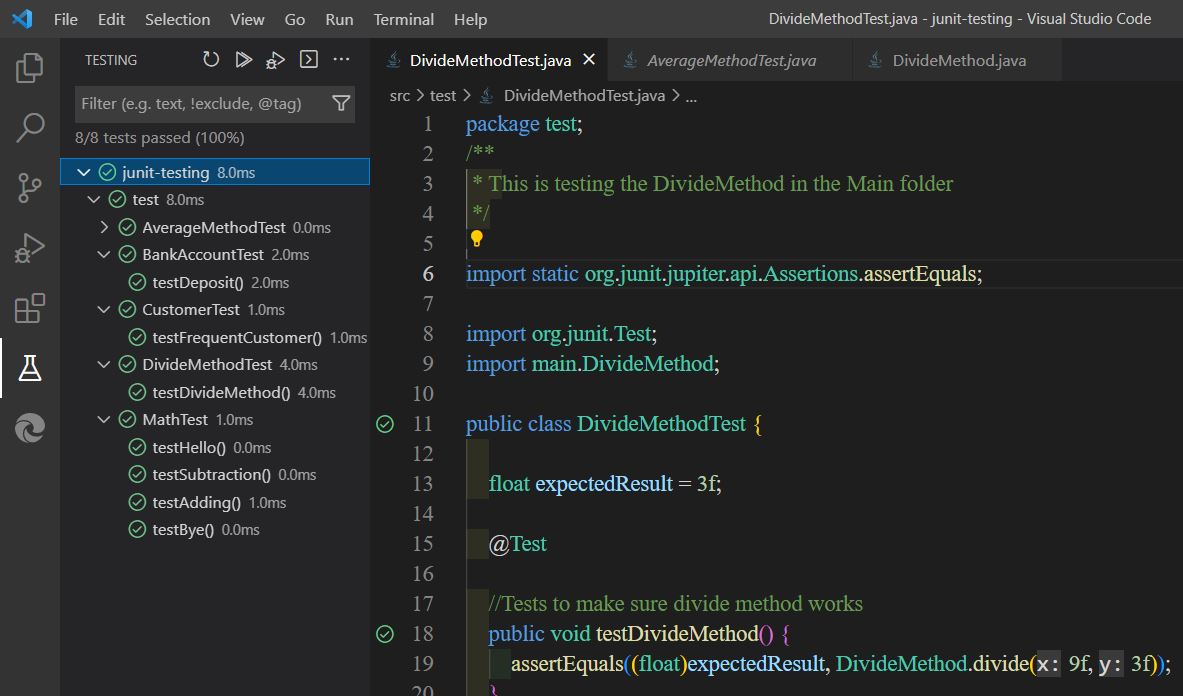 File Edit Selection View Go Run Terminal Help DivideMethodTest.java - junit-testing - Visual Studio Code
TESTING
Filter (e.g. text, !exclude, @tag)
8/8 tests passed (100%)
junit-testing 8.0ms
test 8.0ms
AverageMethodTest 0.0ms
BankAccountTest 2.0ms
testDeposit() 2.0ms
CustomerTest 1.0ms
testFrequentCustomer() 1.0ms
DivideMethodTest 4.0ms
testDivideMethod() 4.0ms
MathTest 1.0ms
testHello() 0.0ms
testSubtraction() 0.0ms
testAdding() 1.0ms
testBye() 0.0ms
DivideMethodTest.java AverageMethodTest.java DivideMethod.java
src > test > DivideMethodTest.java > ...
1 package test;
2 /**
3 * This is testing the DivideMethod in the Main folder
4 */
5
6 import static org.junit.jupiter.api.Assertions.assertEquals;
7
8 import org.junit.Test;
9 import main.DivideMethod;
10
11 public class DivideMethodTest {
12
13 float expectedResult = 3f;
14
15 @Test
16
17 //Tests to make sure divide method works
18 public void testDivideMethod() {
19 assertEquals((float)expectedResult, DivideMethod.divide(x: 9f, y: 3f));
20 }